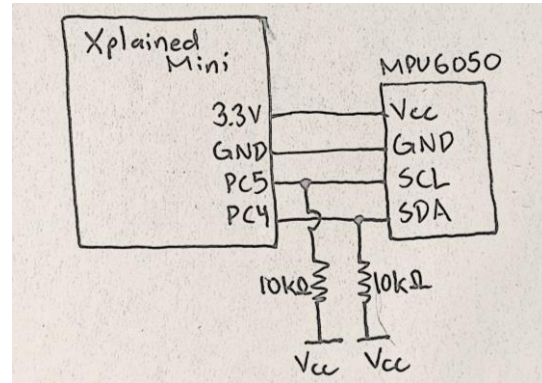 Xplained
Mini
MPU6050
3.3V
Vcc
GND
GND
PC5
SCL
PC4
SDA
10kΩ
10kΩ
Vcc
Vcc